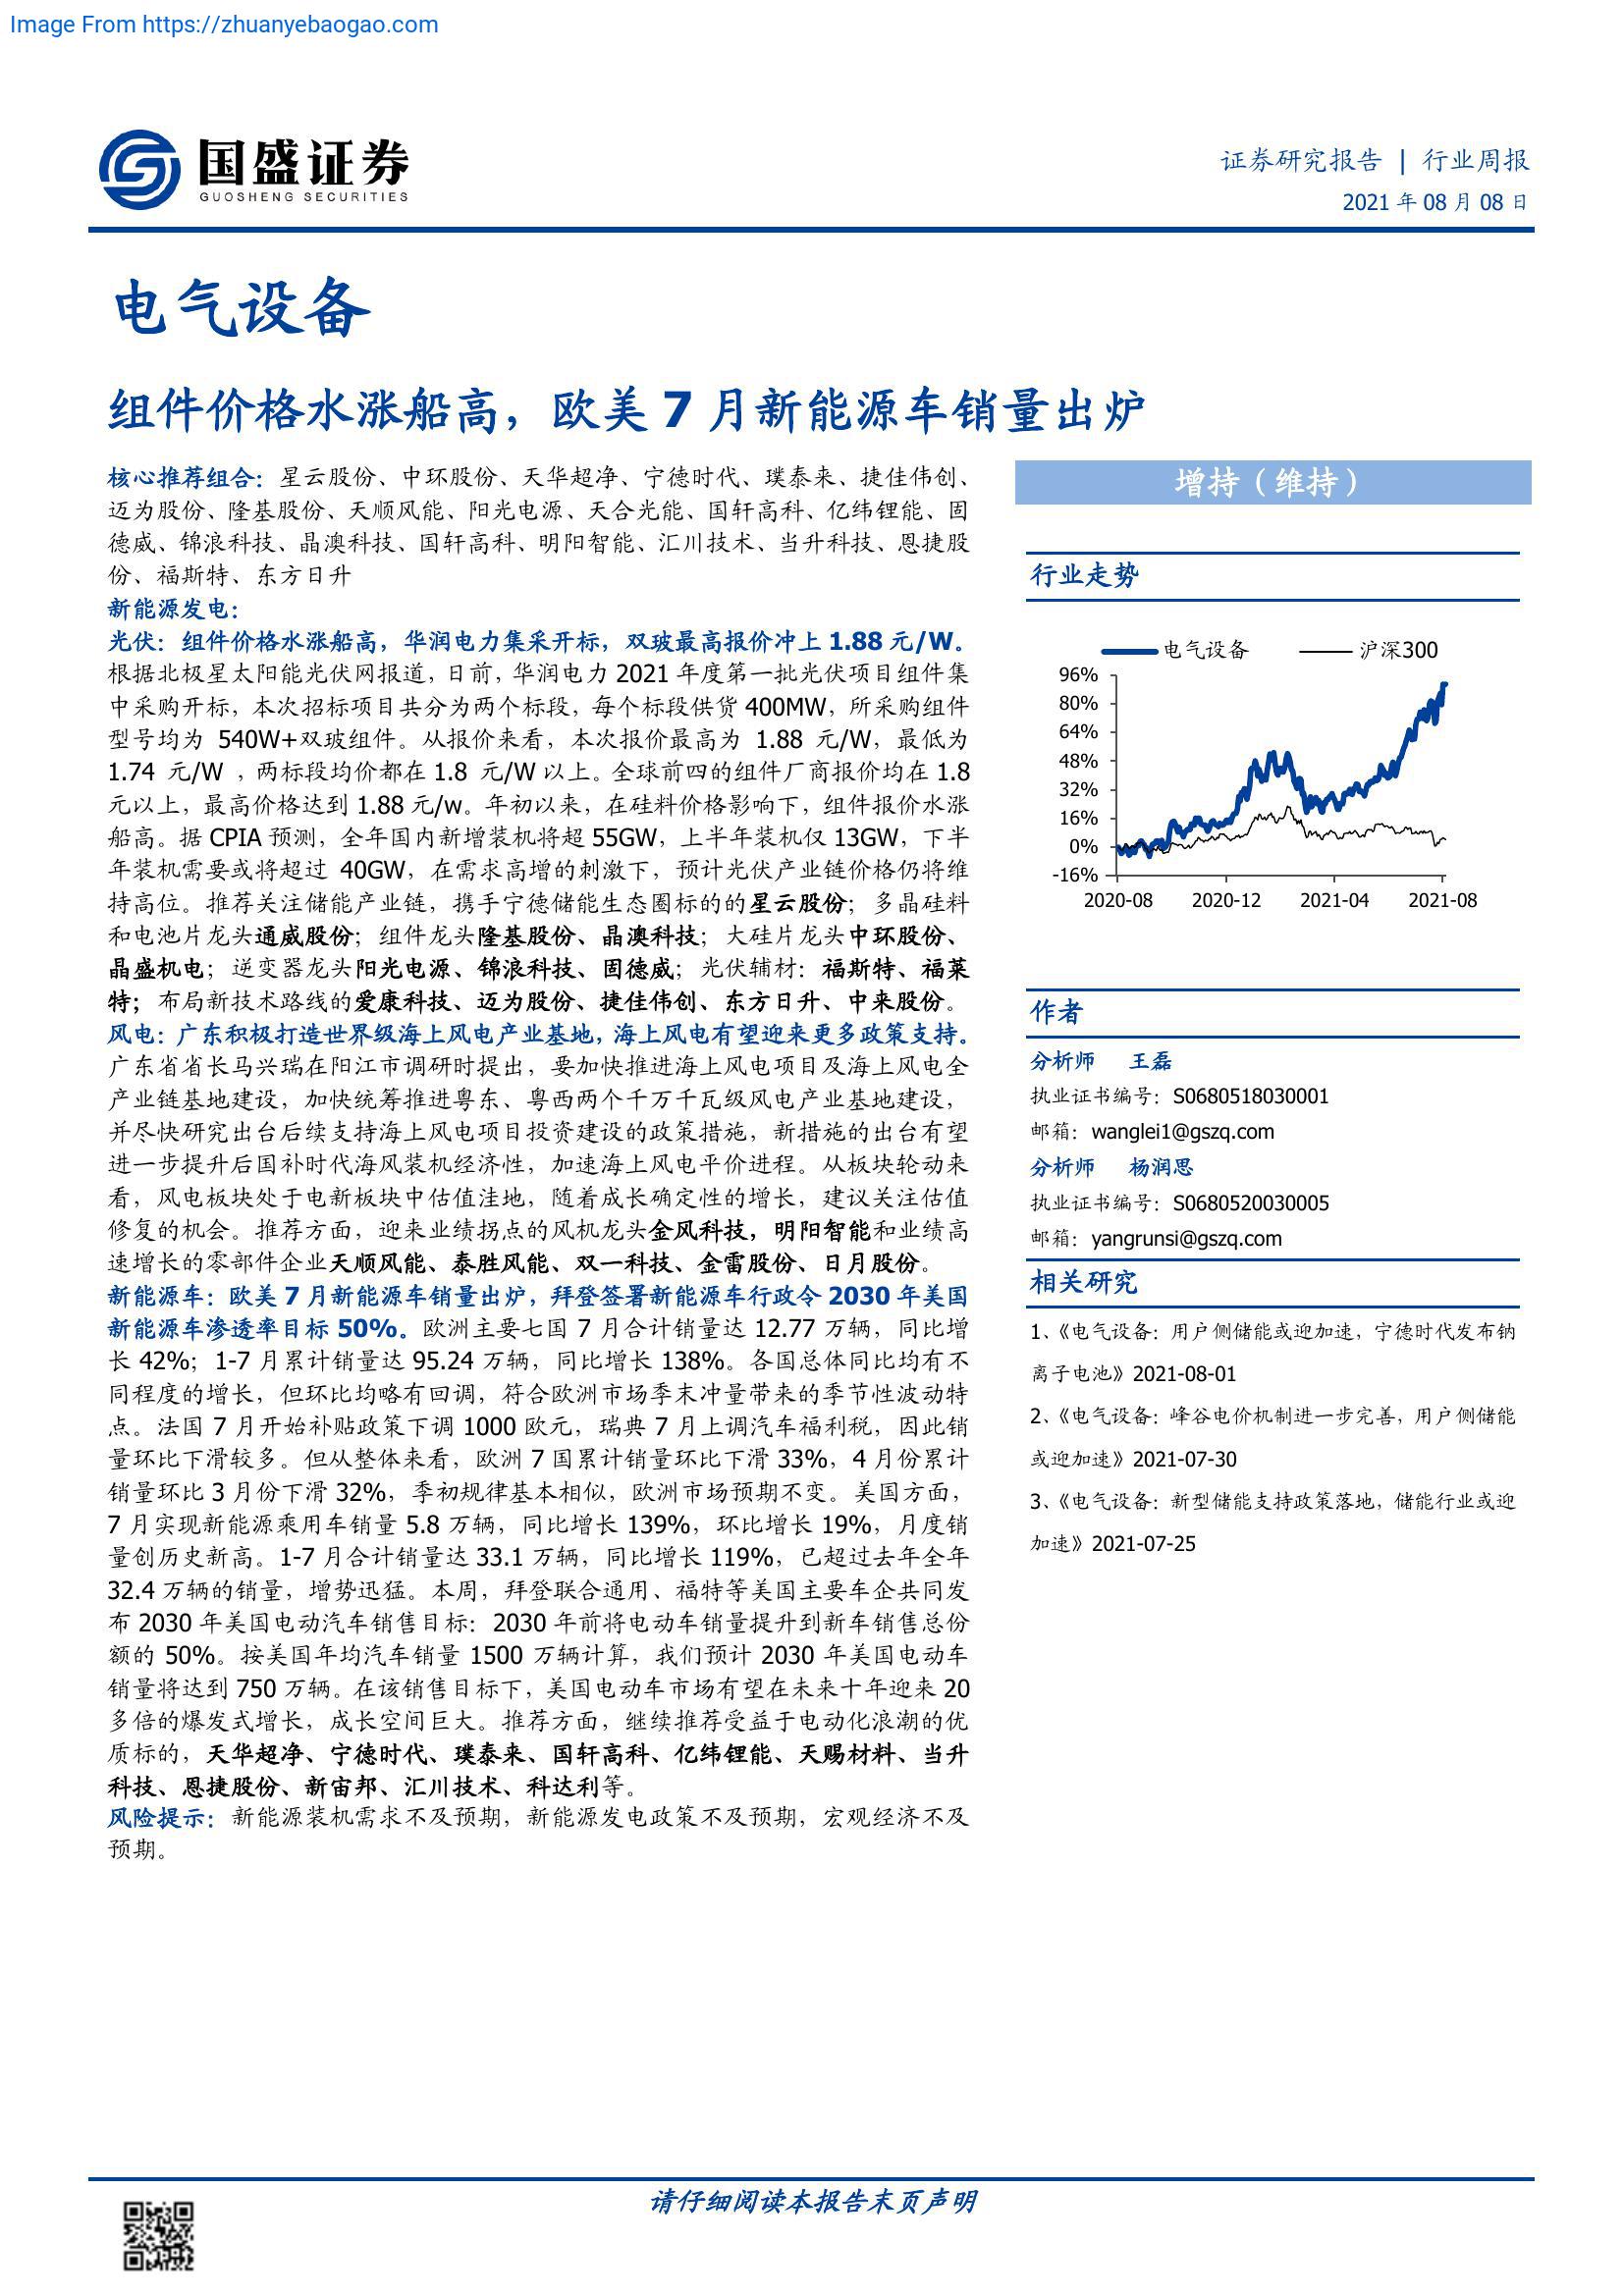 Image From https://zhuanyebaogao.com
国盛证券
GUOSHENG SECURITIES
证券研究报告 | 行业周报
2021 年 08 月 08 日
电气设备
组件价格水涨船高，欧美 7 月新能源车销量出炉
核心推荐组合：星云股份、中环股份、天华超净、宁德时代、璞泰来、捷佳伟创、
迈为股份、隆基股份、天顺风能、阳光电源、天合光能、国轩高科、亿纬锂能、固
德威、锦浪科技、晶澳科技、国轩高科、明阳智能、汇川技术、当升科技、恩捷股
份、福斯特、东方日升
新能源发电：
光伏：组件价格水涨船高，华润电力集采开标，双玻最高报价冲上 1.88 元/W。
根据北极星太阳能光伏网报道，日前，华润电力 2021 年度第一批光伏项目组件集
中采购开标，本次招标项目共分为两个标段，每个标段供货 400MW，所采购组件
型号均为 540W+双玻组件。从报价来看，本次报价最高为 1.88 元/W，最低为
1.74 元/W ，两标段均价都在 1.8 元/W 以上。全球前四的组件厂商报价均在 1.8
元以上，最高价格达到 1.88 元/w。年初以来，在硅料价格影响下，组件报价水涨
船高。据 CPIA 预测，全年国内新增装机将超 55GW，上半年装机仅 13GW，下半
年装机需要或将超过 40GW，在需求高增的刺激下，预计光伏产业链价格仍将维
持高位。推荐关注储能产业链，携手宁德储能生态圈标的的星云股份；多晶硅料
和电池片龙头通威股份；组件龙头隆基股份、晶澳科技；大硅片龙头中环股份、
晶盛机电；逆变器龙头阳光电源、锦浪科技、固德威；光伏辅材：福斯特、福莱
特；布局新技术路线的爱康科技、迈为股份、捷佳伟创、东方日升、中来股份。
风电：广东积极打造世界级海上风电产业基地，海上风电有望迎来更多政策支持。
广东省省长马兴瑞在阳江市调研时提出，要加快推进海上风电项目及海上风电全
产业链基地建设，加快统筹推进粤东、粤西两个千万千瓦级风电产业基地建设，
并尽快研究出台后续支持海上风电项目投资建设的政策措施，新措施的出台有望
进一步提升后国补时代海风装机经济性，加速海上风电平价进程。从板块轮动来
看，风电板块处于电新板块中估值洼地，随着成长确定性的增长，建议关注估值
修复的机会。推荐方面，迎来业绩拐点的风机龙头金风科技，明阳智能和业绩高
速增长的零部件企业天顺风能、泰胜风能、双一科技、金雷股份、日月股份。
新能源车：欧美 7 月新能源车销量出炉，拜登签署新能源车行政令 2030 年美国
新能源车渗透率目标 50%。欧洲主要七国 7 月合计销量达 12.77 万辆，同比增
长 42%；1-7 月累计销量达 95.24 万辆，同比增长 138%。各国总体同比均有不
同程度的增长，但环比均略有回调，符合欧洲市场季末冲量带来的季节性波动特
点。法国 7 月开始补贴政策下调 1000 欧元，瑞典 7 月上调汽车福利税，因此销
量环比下滑较多。但从整体来看，欧洲 7 国累计销量环比下滑 33%，4 月份累计
销量环比 3 月份下滑 32%，季初规律基本相似，欧洲市场预期不变。美国方面，
7 月实现新能源乘用车销量 5.8 万辆，同比增长 139%，环比增长 19%，月度销
量创历史新高。1-7 月合计销量达 33.1 万辆，同比增长 119%，已超过去年全年
32.4 万辆的销量，增势迅猛。本周，拜登联合通用、福特等美国主要车企共同发
布 2030 年美国电动汽车销售目标：2030 年前将电动车销量提升到新车销售总份
额的 50%。按美国年均汽车销量 1500 万辆计算，我们预计 2030 年美国电动车
销量将达到 750 万辆。在该销售目标下，美国电动车市场有望在未来十年迎来 20
多倍的爆发式增长，成长空间巨大。推荐方面，继续推荐受益于电动化浪潮的优
质标的，天华超净、宁德时代、璞泰来、国轩高科、亿纬锂能、天赐材料、当升
科技、恩捷股份、新宙邦、汇川技术、科达利等。
风险提示：新能源装机需求不及预期，新能源发电政策不及预期，宏观经济不及
预期。
增持（维持）
行业走势
电气设备 沪深300
96%
80%
64%
48%
32%
16%
0%
-16%
2020-08 2020-12 2021-04 2021-08
作者
分析师 王磊
执业证书编号：S0680518030001
邮箱：wanglei1@gszq.com
分析师 杨润思
执业证书编号：S0680520030005
邮箱：yangrunsi@gszq.com
相关研究
1、《电气设备：用户侧储能或迎加速，宁德时代发布钠
离子电池》2021-08-01
2、《电气设备：峰谷电价机制进一步完善，用户侧储能
或迎加速》2021-07-30
3、《电气设备：新型储能支持政策落地，储能行业或迎
加速》2021-07-25
请仔细阅读本报告末页声明